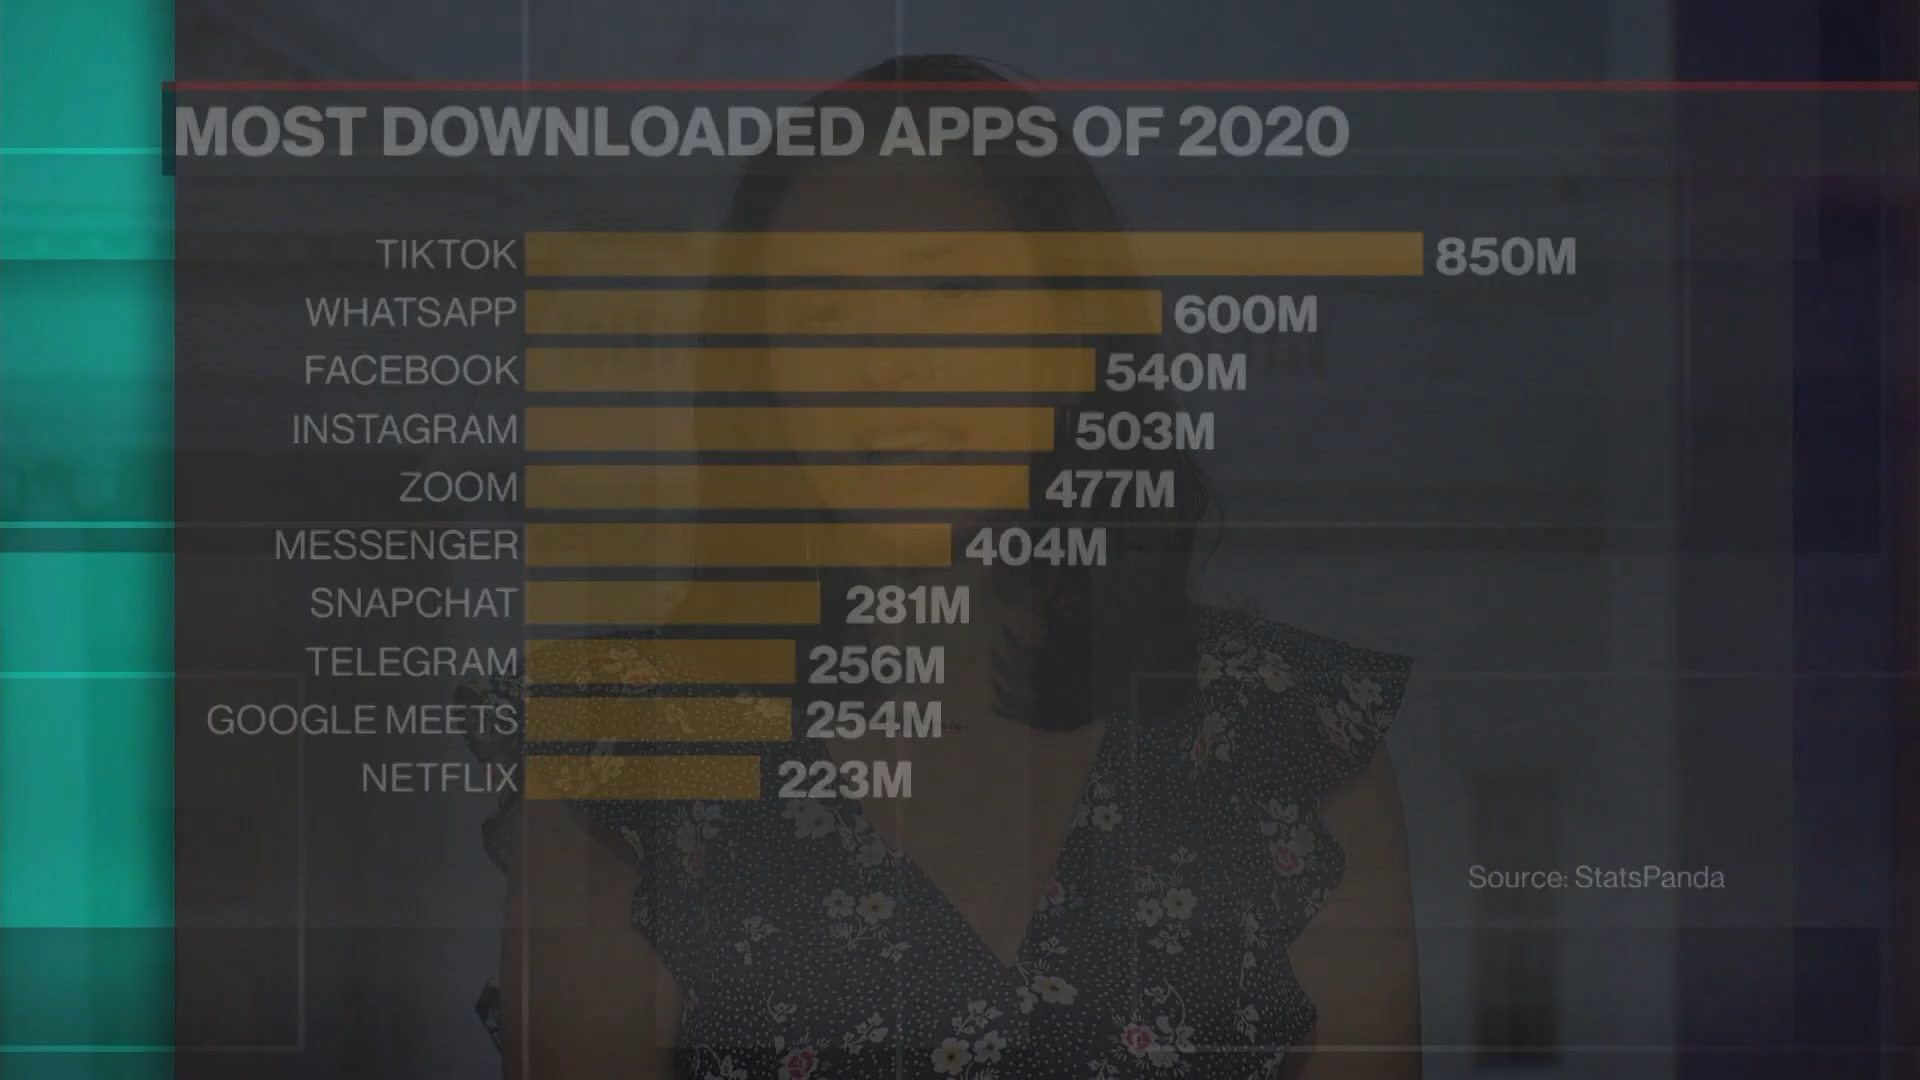 MOST DOWNLOADED APPS OF 2020
TIKTOK 850M
WHATSAPP 600M
FACEBOOK 540M
INSTAGRAM 503M
ZOOM 477M
MESSENGER 404M
SNAPCHAT 281M
TELEGRAM 256M
GOOGLE MEETS 254M
NETFLIX 223M
Source: StatsPanda